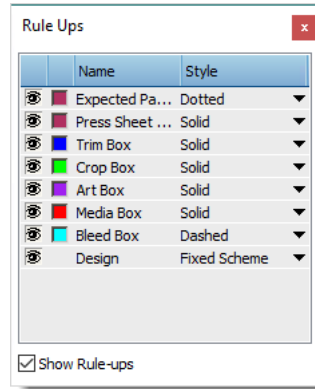 Rule Ups
x
Name Style
Expected Pa... Dotted
Press Sheet ... Solid
Trim Box Solid
Crop Box Solid
Art Box Solid
Media Box Solid
Bleed Box Dashed
Design Fixed Scheme
Show Rule-ups